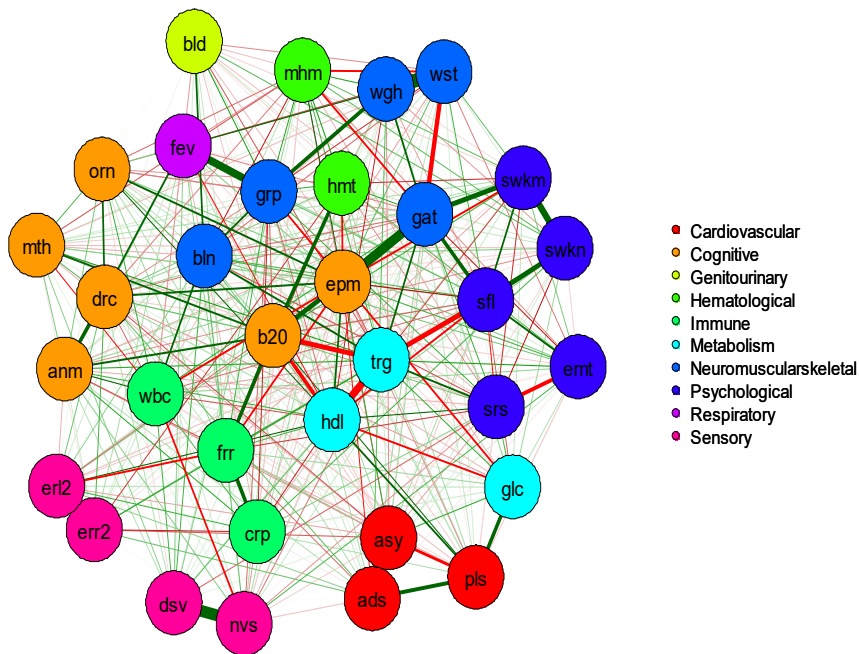 bld
mhm
wgh
wst
fev
orn
grp
hmt
swkm
gat
mth
bln
swkn
drc
epm
sfl
b20
trg
anm
wbc
emt
srs
hdl
frr
erl2
glc
err2
crp
asy
pls
dsv
ads
nvs
Cardiovascular
Cognitive
Genitourinary
Hematological
Immune
Metabolism
Neuromuscularskeletal
Psychological
Respiratory
Sensory